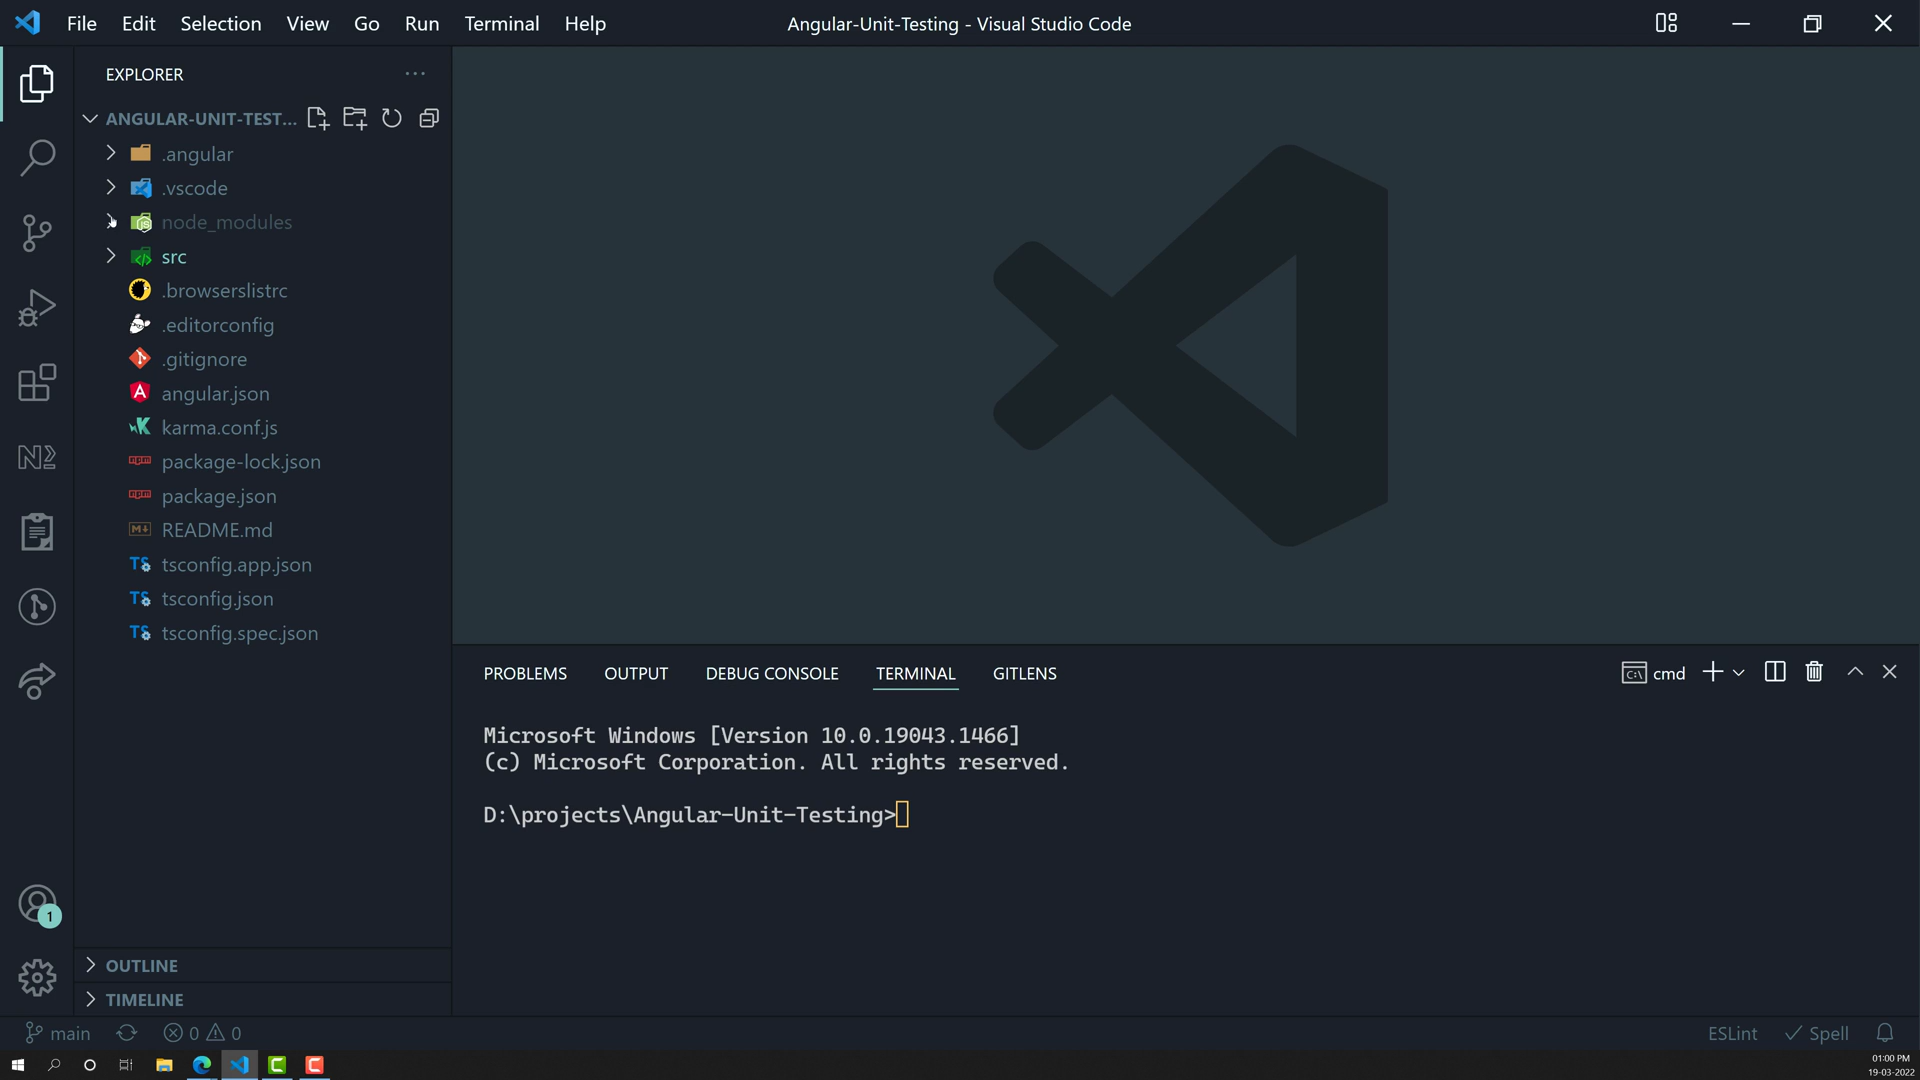 File Edit Selection View Go Run Terminal Help
Angular-Unit-Testing - Visual Studio Code
EXPLORER
ANGULAR-UNIT-TEST...
.angular
.vscode
node_modules
src
.browserslistrc
.editorconfig
.gitignore
angular.json
karma.conf.js
package-lock.json
package.json
README.md
tsconfig.app.json
tsconfig.json
tsconfig.spec.json
OUTLINE
TIMELINE
PROBLEMS OUTPUT DEBUG CONSOLE TERMINAL GITLENS
cmd
Microsoft Windows [Version 10.0.19043.1466]
(c) Microsoft Corporation. All rights reserved.
D:\projects\Angular-Unit-Testing>
1
main 0 0
ESLint Spell
01:00 PM
19-03-2022